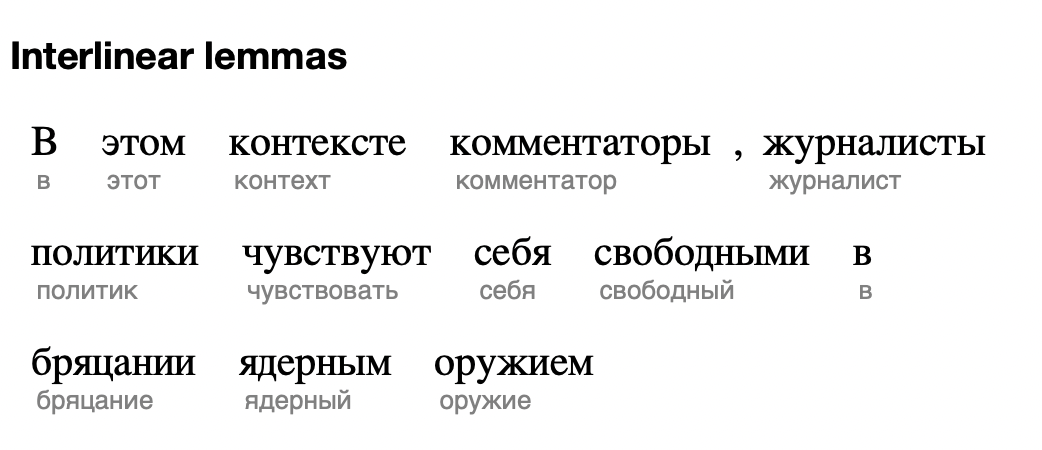 Interlinear lemmas
В этом контексте комментаторы , журналисты
в этот контехт комментатор журналист
политики чувствуют себя свободными в
политик чувствовать себя свободный в
бряцании ядерным оружием
бряцание ядерный оружие